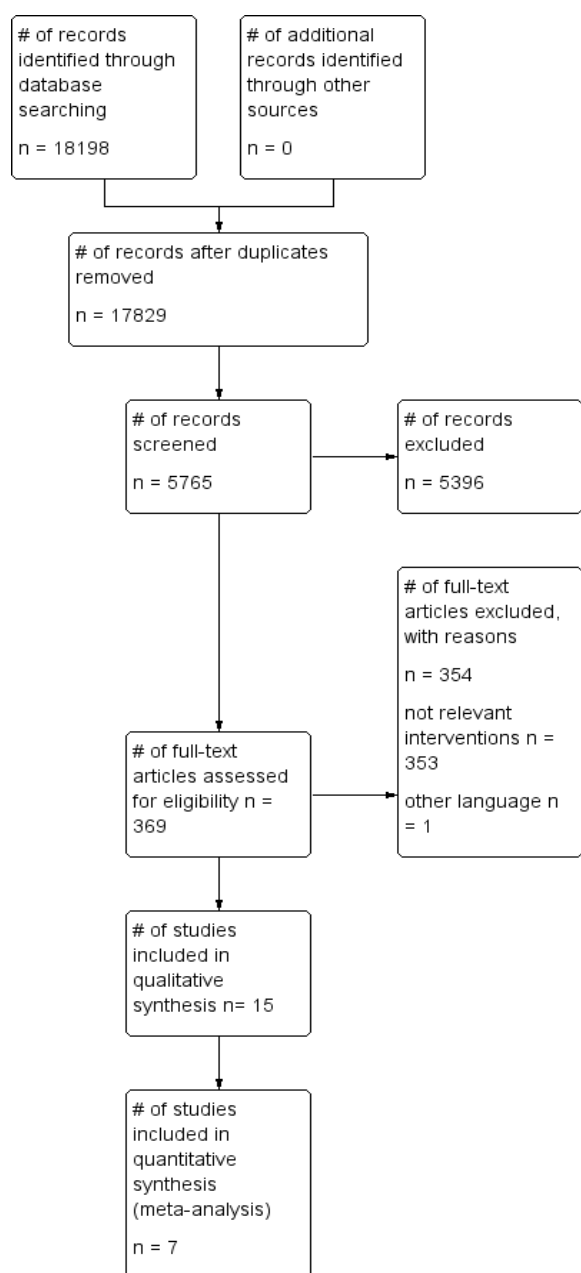 # of records
identified through
database
searching
n = 18198
# of additional
records identified
through other
sources
n = 0
# of records after duplicates
removed
n = 17829
# of records
screened
n = 5765
# of records
excluded
n = 5396
# of full-text
articles excluded,
with reasons
n = 354
not relevant
interventions n =
353
other language n
= 1
# of full-text
articles assessed
for eligibility n =
369
# of studies
included in
qualitative
synthesis n= 15
# of studies
included in
quantitative
synthesis
(meta-analysis)
n = 7